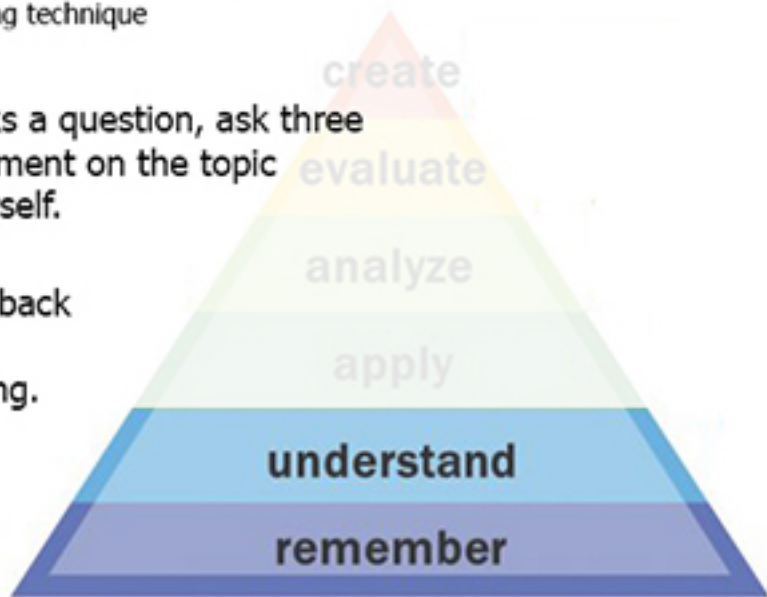 g technique
create
s a question, ask three
ment on the topic
self.
evaluate
analyze
back
apply
ng.
understand
remember